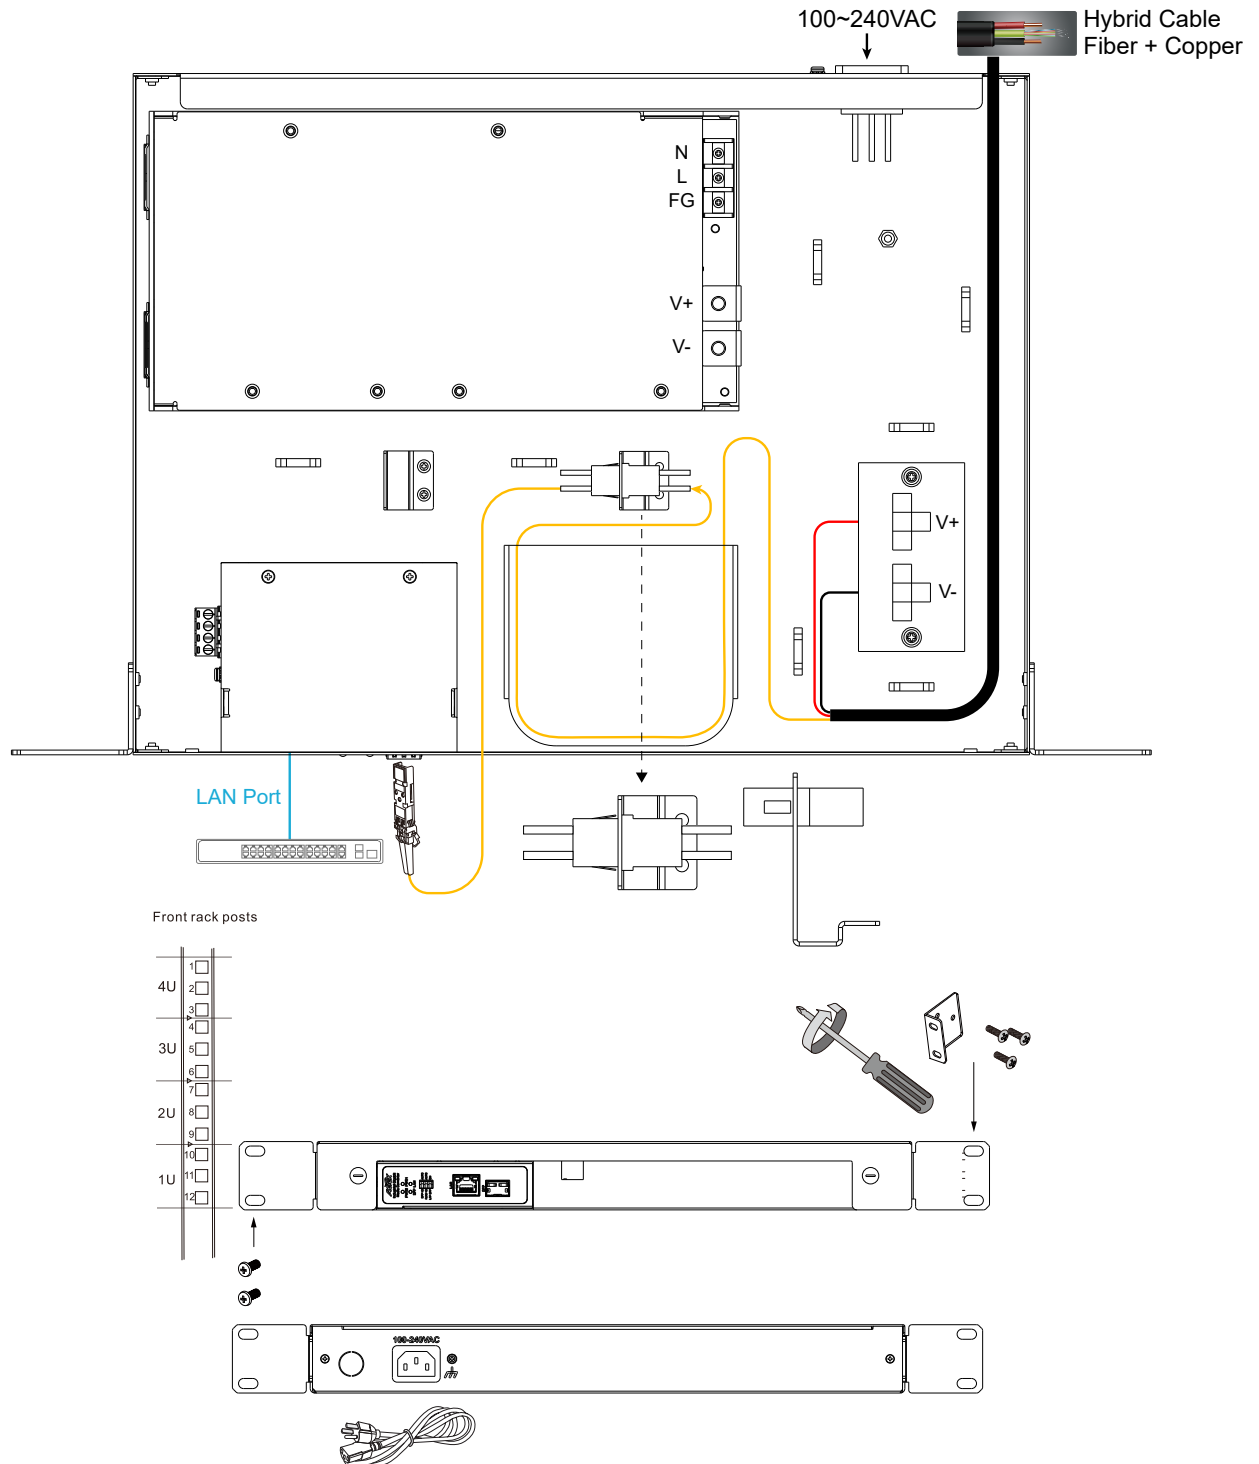 100~240VAC
Hybrid Cable
Fiber + Copper
N
L
FG
V+
V-
V+
V-
LAN Port
Front rack posts
4U
1
2
3
3U
4
5
6
2U
7
8
9
1U
10
11
12
100-240VAC